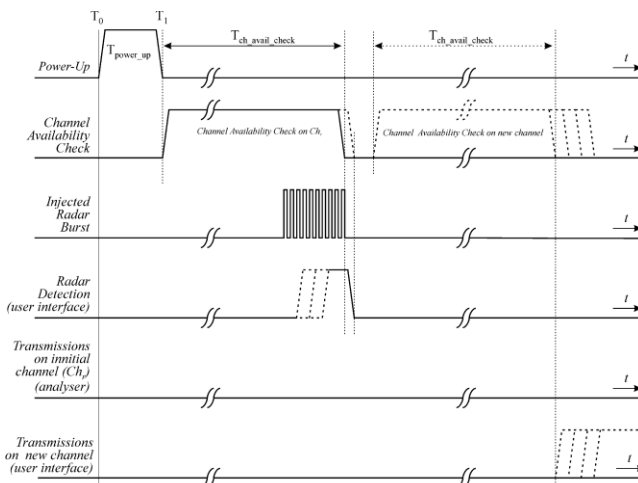 T0 T1
Tpower_up
Tch_avail_check
Tch_avail_check
Power-Up
t
Channel
Availability
Check
Channel Availability Check on Chr
Channel Availability Check on new channel
t
Injected
Radar
Burst
t
Radar
Detection
(user interface)
t
Transmissions
on innitial
channel (Chr)
(analyser)
t
Transmissions
on new channel
(user interface)
t